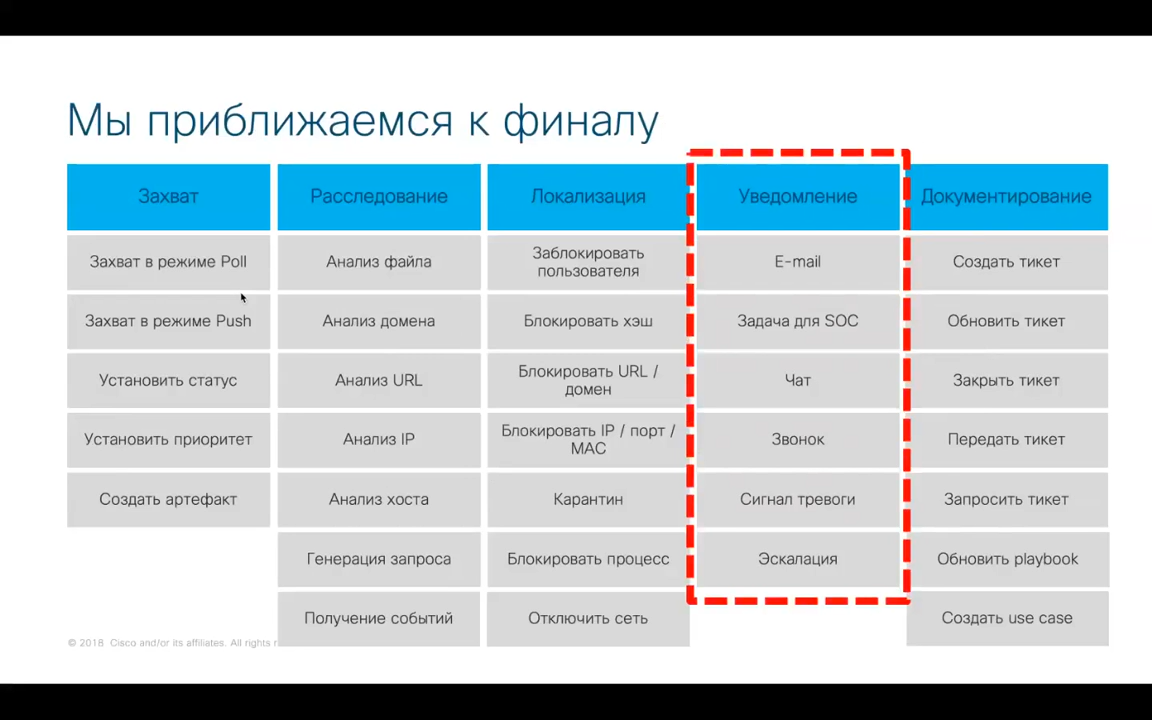 Мы приближаемся к финалу
Захват
Расследование
Локализация
Уведомление
Документирование
Захват в режиме Poll
Анализ файла
Заблокировать
пользователя
E-mail
Создать тикет
Захват в режиме Push
Анализ домена
Блокировать хэш
Задача для SOC
Обновить тикет
Установить статус
Анализ URL
Блокировать URL /
домен
Чат
Закрыть тикет
Установить приоритет
Анализ IP
Блокировать IP / порт /
MAC
Звонок
Передать тикет
Создать артефакт
Анализ хоста
Карантин
Сигнал тревоги
Запросить тикет
Генерация запроса
Блокировать процесс
Эскалация
Обновить playbook
Получение событий
Отключить сеть
Создать use case
© 2018 Cisco and/or its affiliates. All rights r